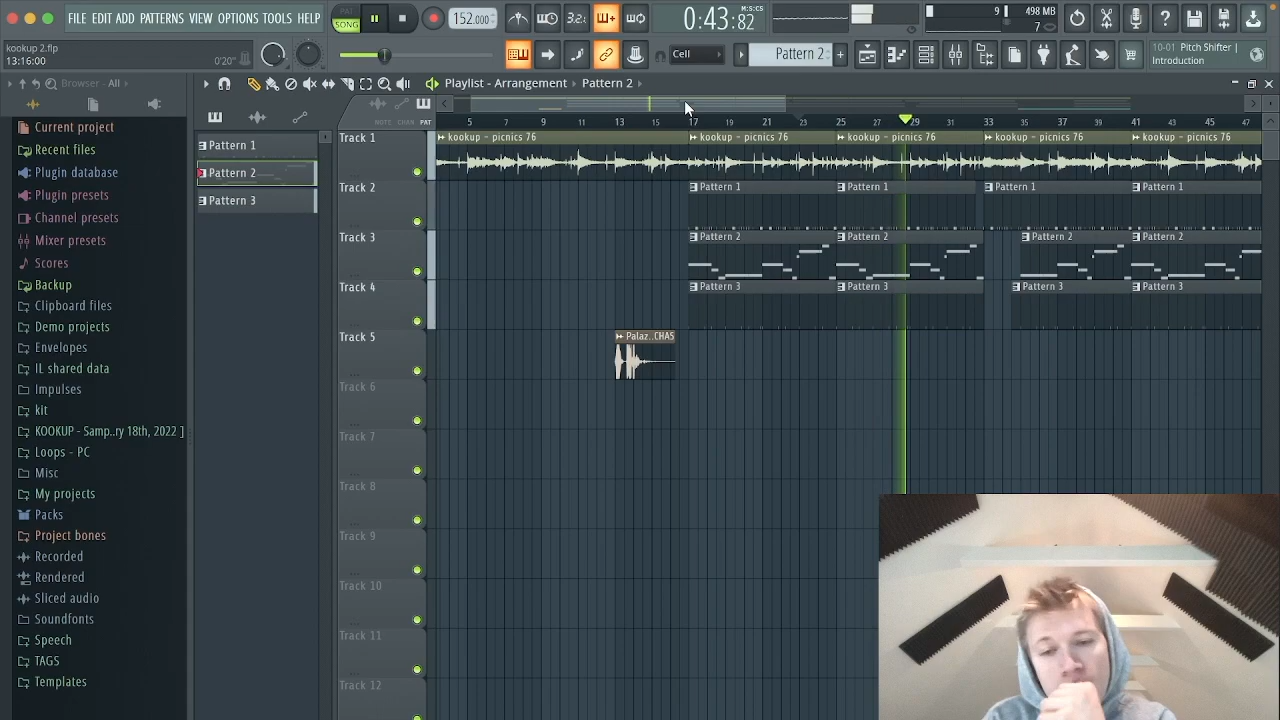 FILE EDIT ADD PATTERNS VIEW OPTIONS TOOLS HELP
PAT
SONG
152.000
3.2.
0:43:82
M:S:CS
9
498 MB
7
kookup 2.flp
13:16:00
0'20"
Cell
Pattern 2
10-01 Pitch Shifter |
Introduction
Browser - All
Playlist - Arrangement › Pattern 2 ›
NOTE CHAN PAT
5 7 9 11 13 15 17 19 21 23 25 27 29 31 33 35 37 39 41 43 45 47
Current project
Recent files
Plugin database
Plugin presets
Channel presets
Mixer presets
Scores
Backup
Clipboard files
Demo projects
Envelopes
IL shared data
Impulses
kit
KOOKUP - Samp..ry 18th, 2022 ]
Loops - PC
Misc
My projects
Packs
Project bones
Recorded
Rendered
Sliced audio
Soundfonts
Speech
TAGS
Templates
Pattern 1
Pattern 2
Pattern 3
Track 1
kookup - picnics 76
kookup - picnics 76
kookup - picnics 76
kookup - picnics 76
kookup - picnics 76
Track 2
Pattern 1
Pattern 1
Pattern 1
Pattern 1
Track 3
Pattern 2
Pattern 2
Pattern 2
Pattern 2
Track 4
Pattern 3
Pattern 3
Pattern 3
Pattern 3
Track 5
Palaz..CHAS
Track 6
Track 7
Track 8
Track 9
Track 10
Track 11
Track 12